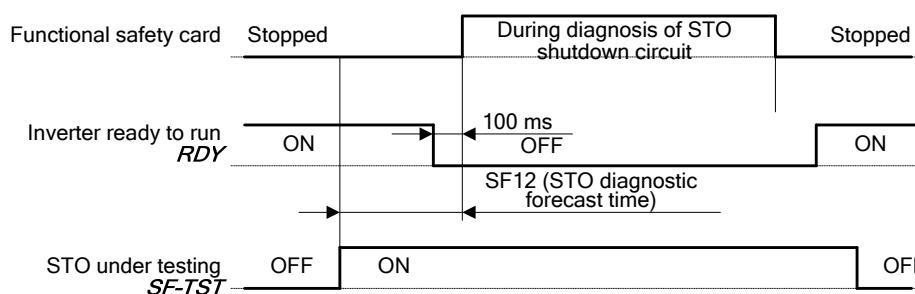 Functional safety card
Stopped
During diagnosis of STO
shutdown circuit
Stopped
Inverter ready to run
RDY
ON
100 ms
OFF
ON
SF12 (STO diagnostic
forecast time)
STO under testing
SF-TST
OFF
ON
OFF